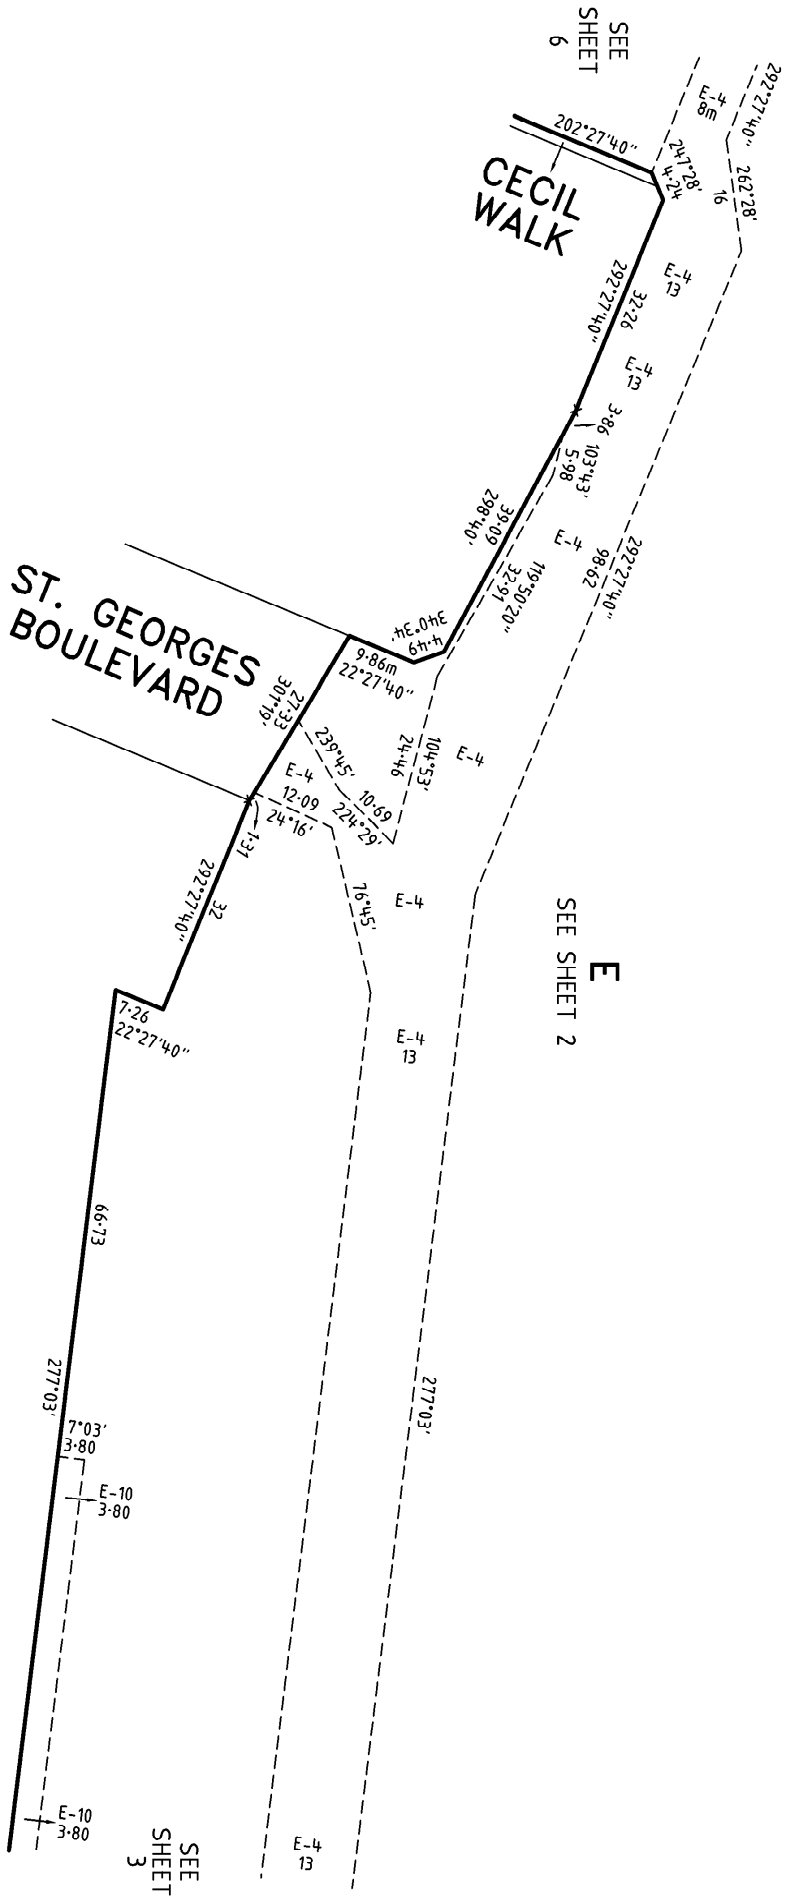 SEE
SHEET
6
292°27'40"
E-4
8m
202°27'40"
247°28'
4·24
262°28'
16
CECIL
WALK
E-4
13
32·26
292°27'40"
E-4
13
3·86
103°43'
5·98
E-4
292°27'40"
98·62
39·09
298°40'
119°50'20"
32·91
ST. GEORGES
BOULEVARD
340°34'
4·49
9·86m
22°27'40"
27·33
301°19'
239°45'
104°53'
24·46
E-4
E-4
12·09
24°16'
10·69
224°29'
1·31
32
292°27'40"
76°45'
E-4
E
SEE SHEET 2
7·26
22°27'40"
E-4
13
66·73
277°03'
277°03'
7°03'
3·80
E-10
3·80
E-10
3·80
SEE
SHEET
3
E-4
13